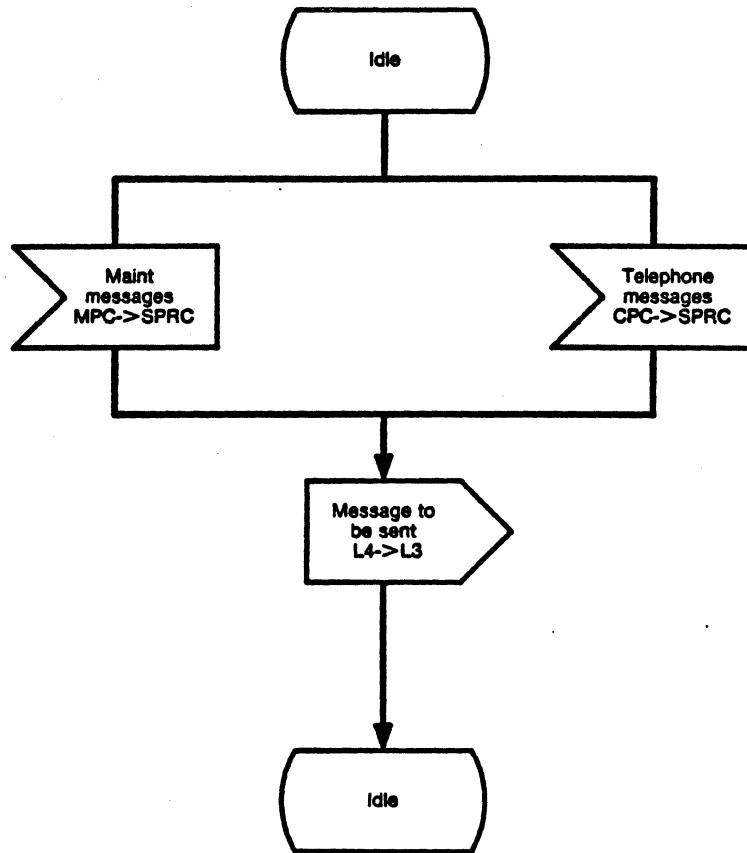 Idle
Maint
messages
MPC->SPRC
Telephone
messages
CPC->SPRC
Message to
be sent
L4->L3
Idle